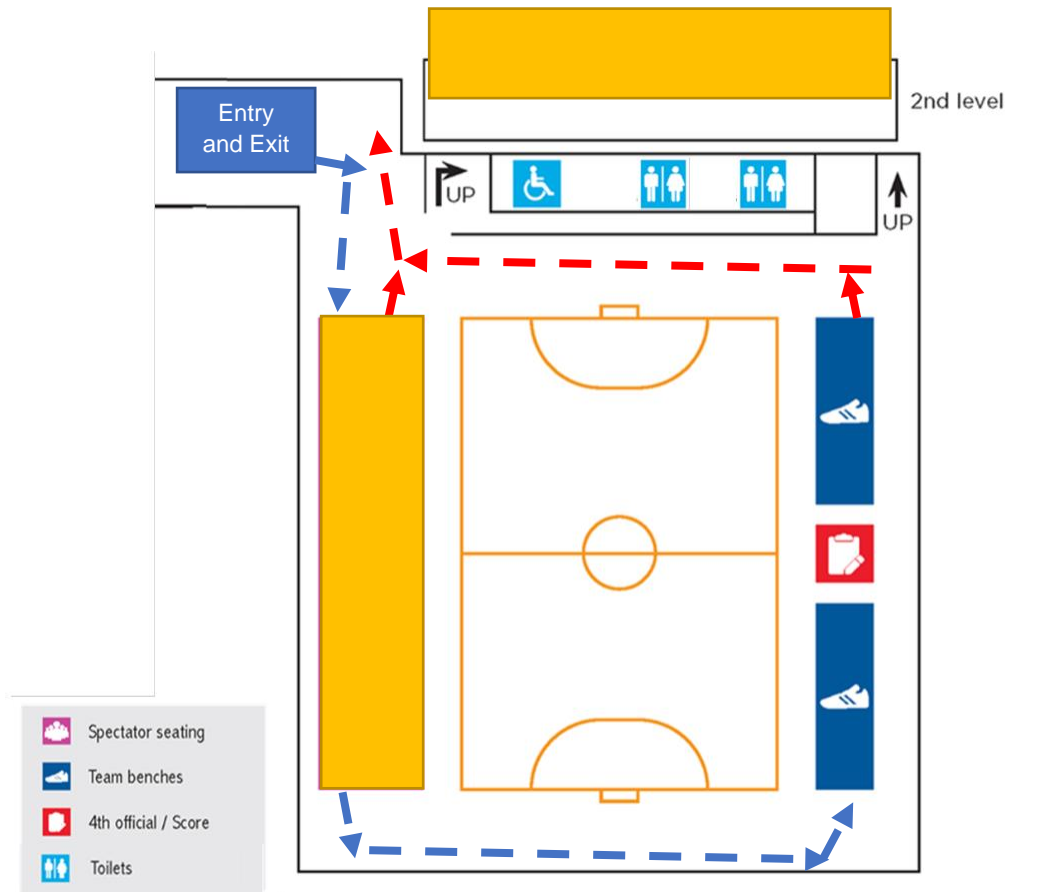 Entry
and Exit
2nd level
UP
UP
Spectator seating
Team benches
4th official / Score
Toilets